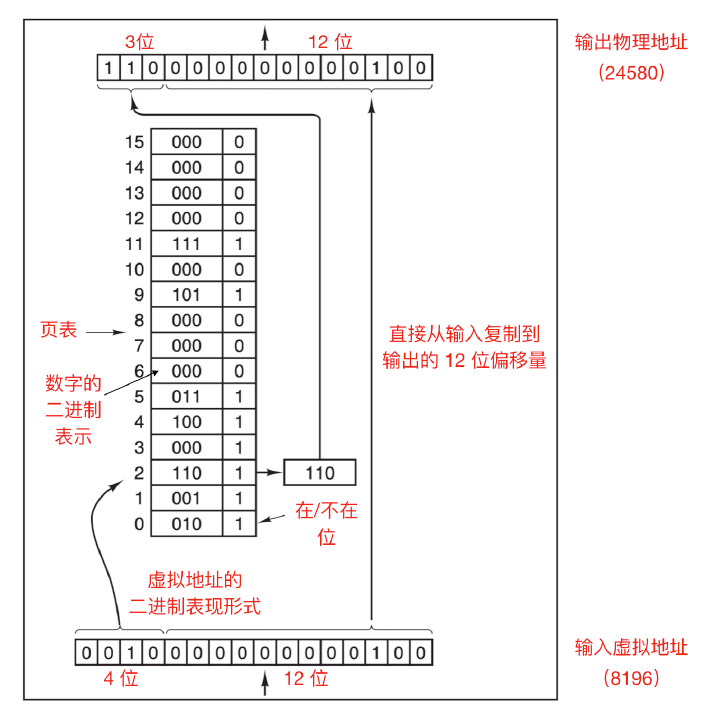 3位 12 位
输出物理地址
(24580)
1 1 0 0 0 0 0 0 0 0 0 0 1 0 0
15 000 0
14 000 0
13 000 0
12 000 0
11 111 1
10 000 0
9 101 1
8 000 0
7 000 0
6 000 0
5 011 1
4 100 1
3 000 1
2 110 1 110
1 001 1
0 010 1
页表
数字的
二进制
表示
直接从输入复制到
输出的 12 位偏移量
在/不在
位
虚拟地址的
二进制表现形式
0 0 1 0 0 0 0 0 0 0 0 0 0 1 0 0
输入虚拟地址
(8196)
4 位 12 位